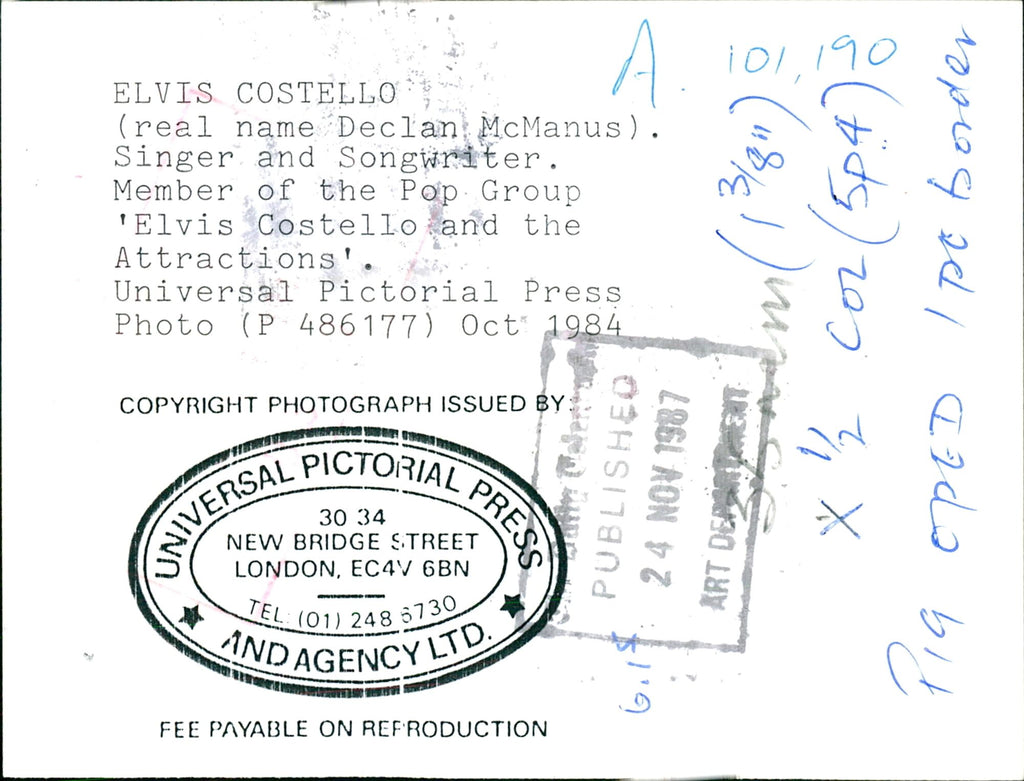 ELVIS COSTELLO
(real name Declan McManus).
Singer and Songwriter.
Member of the Pop Group
'Elvis Costello and the
Attractions'.
Universal Pictorial Press
Photo (P 486177) Oct 1984
COPYRIGHT PHOTOGRAPH ISSUED BY:
UNIVERSAL PICTORIAL PRESS
30 34
NEW BRIDGE STREET
LONDON, EC4V 6BN
TEL: (01) 248 6730
AND AGENCY LTD.
FEE PAYABLE ON REPRODUCTION
PUBLISHED
24 NOV 1987
ART DEPARTMENT
A. 101,190
(1 3/8")
X 1/2 COL (5p4)
P19 OPED 1 pt border